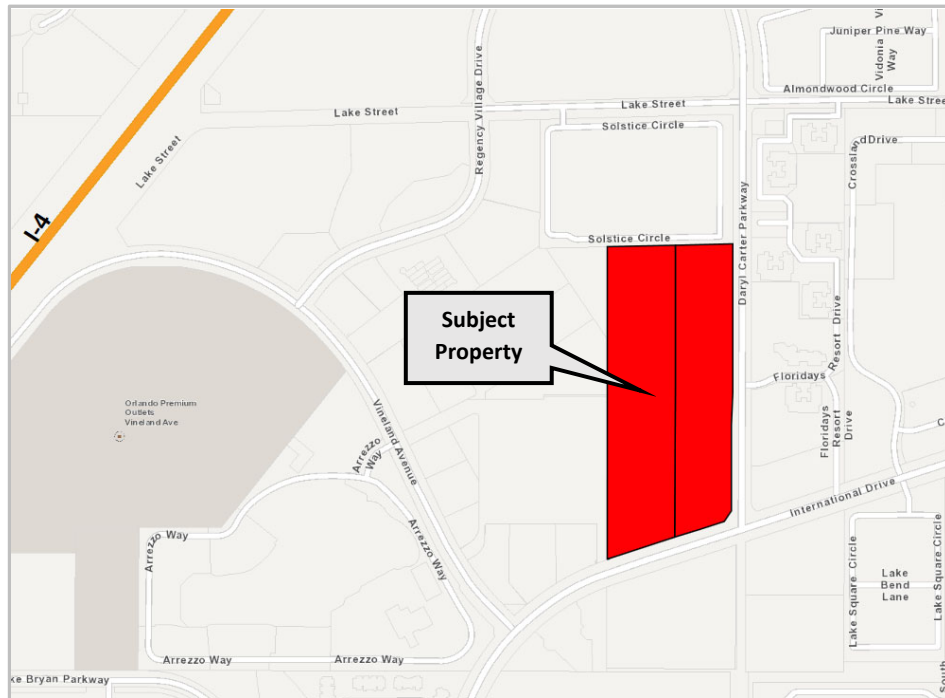 Juniper Pine Way
Vidonia
Way
Almondwood Circle
Lake Street
Lake Street
Lake Street
Lake Street
Regency Village Drive
Solstice Circle
Crossland Drive
I-4
Solstice Circle
Daryl Carter Parkway
Subject
Property
Resort Drive
Floridays
Floridays
Resort
Drive
Orlando Premium
Outlets
Vineland Ave
Vineland Avenue
Arrezzo
Way
International Drive
Arrezzo Way
Arrezzo Way
Lake Square Circle
Lake
Bend
Lane
Lake Square Circle
Arrezzo Way
Arrezzo Way
ke Bryan Parkway
South